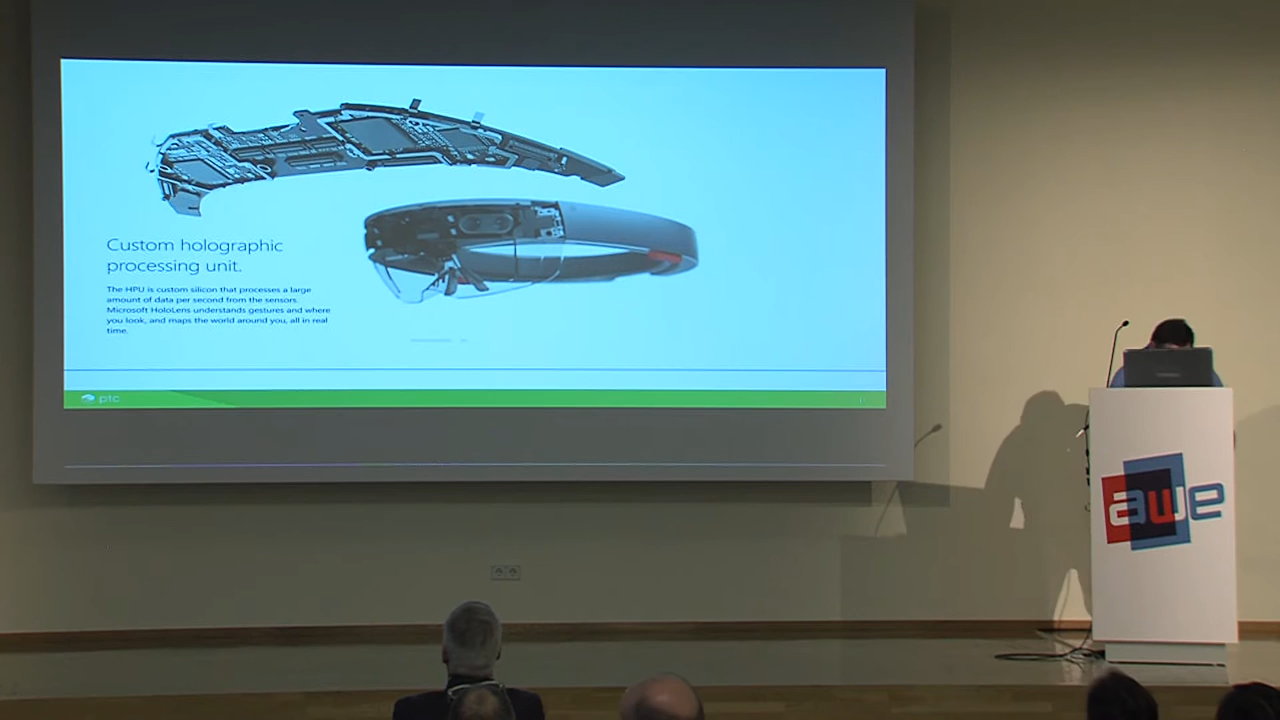 Custom holographic
processing unit.
The HPU is custom silicon that processes a large
amount of data per second from the sensors.
Microsoft HoloLens understands gestures and where
you look, and maps the world around you, all in real
time.
ptc
awe